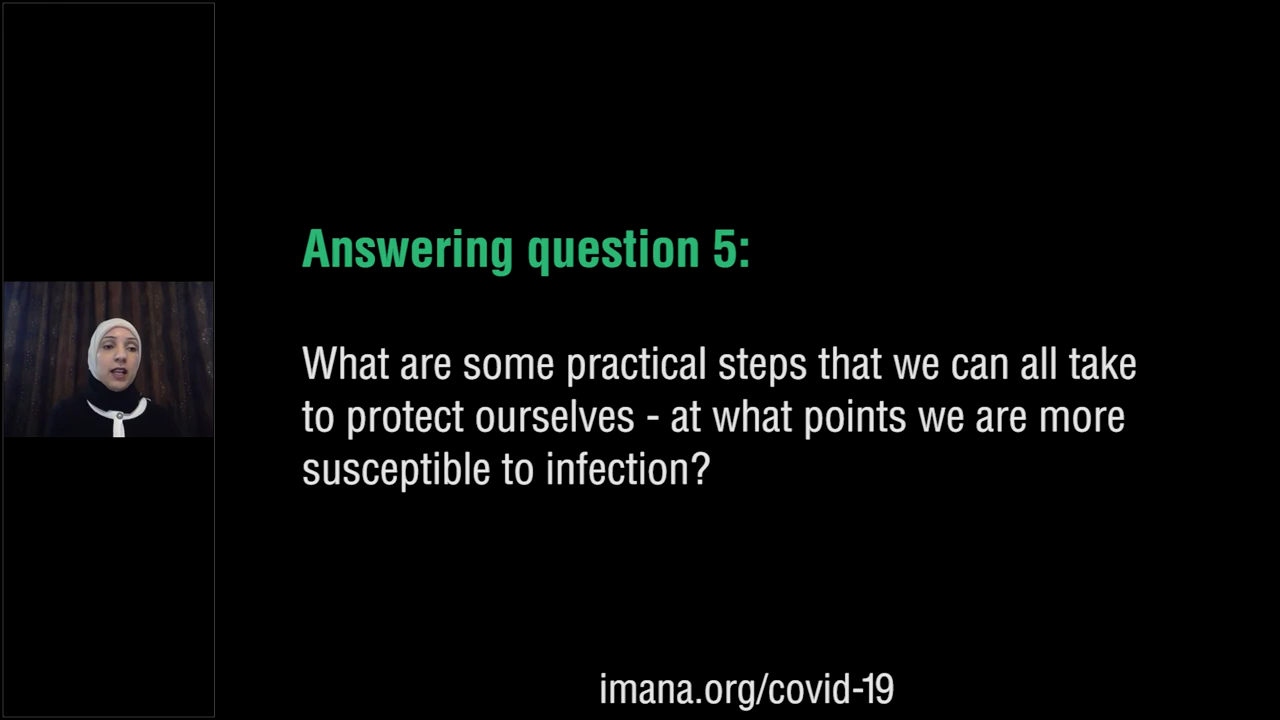 Answering question 5:
What are some practical steps that we can all take
to protect ourselves - at what points we are more
susceptible to infection?
imana.org/covid-19